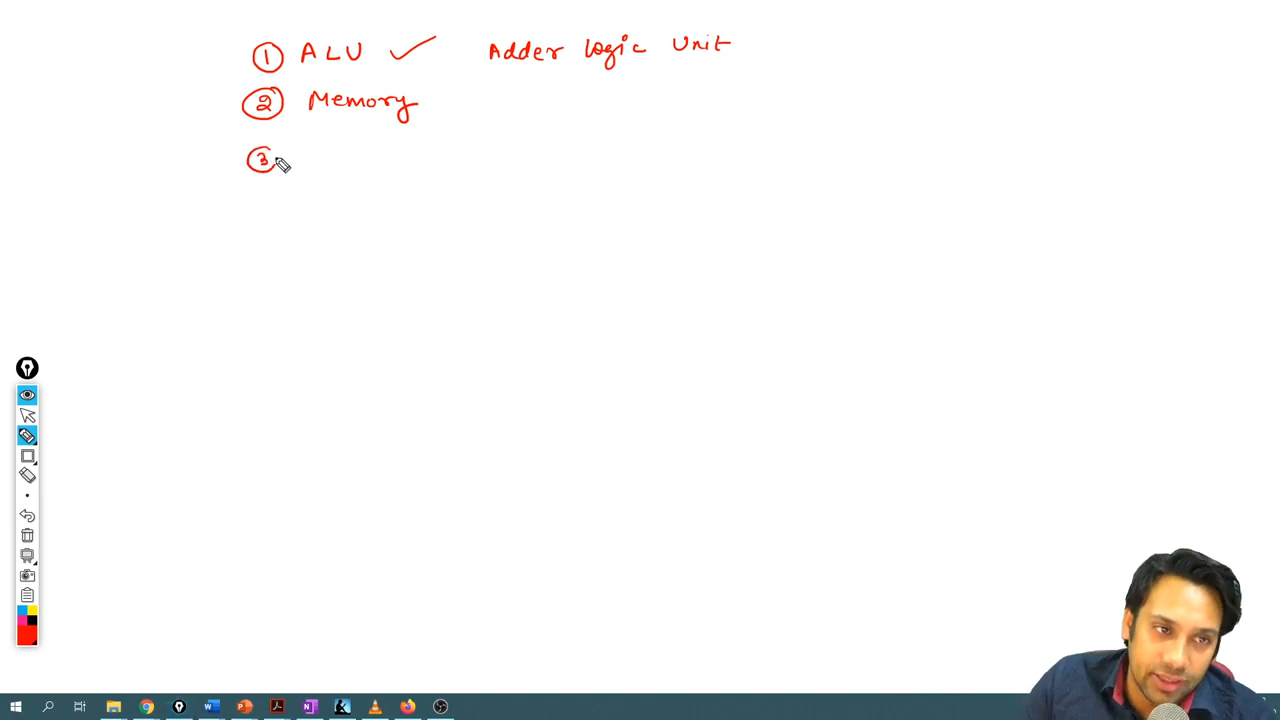 ① ALU ✓ Adder Logic Unit
② Memory
③